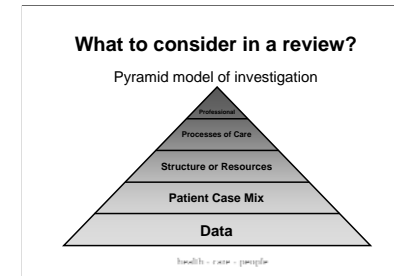 What to consider in a review?
Pyramid model of investigation
Professional
Processes of Care
Structure or Resources
Patient Case Mix
Data
health - care - people